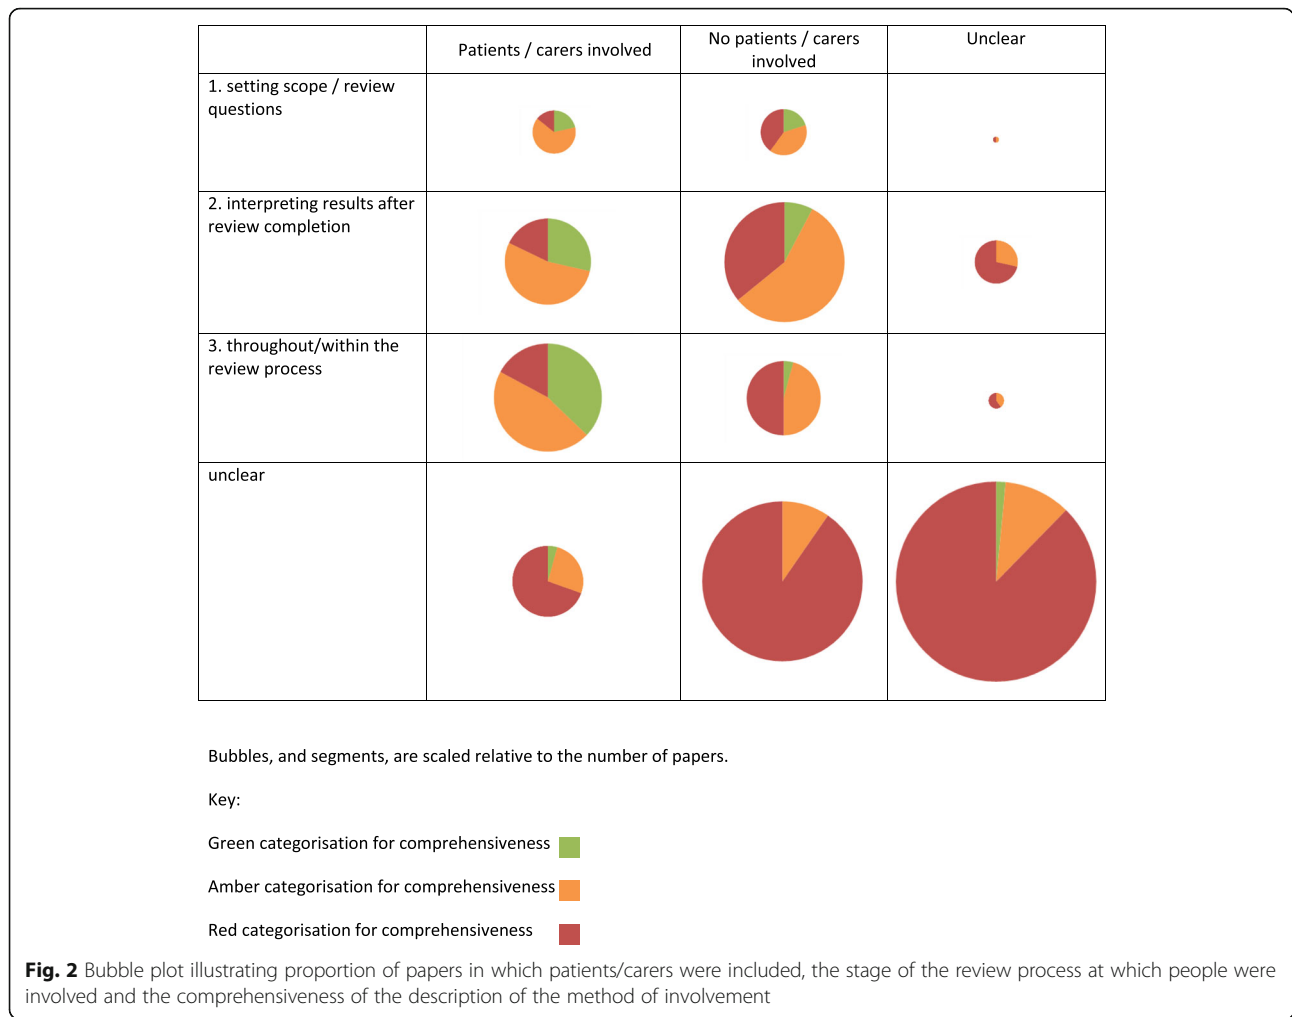 Patients / carers involved
No patients / carers
involved
Unclear
1. setting scope / review
questions
2. interpreting results after
review completion
3. throughout/within the
review process
unclear
Bubbles, and segments, are scaled relative to the number of papers.
Key:
Green categorisation for comprehensiveness
Amber categorisation for comprehensiveness
Red categorisation for comprehensiveness
Fig. 2 Bubble plot illustrating proportion of papers in which patients/carers were included, the stage of the review process at which people were
involved and the comprehensiveness of the description of the method of involvement